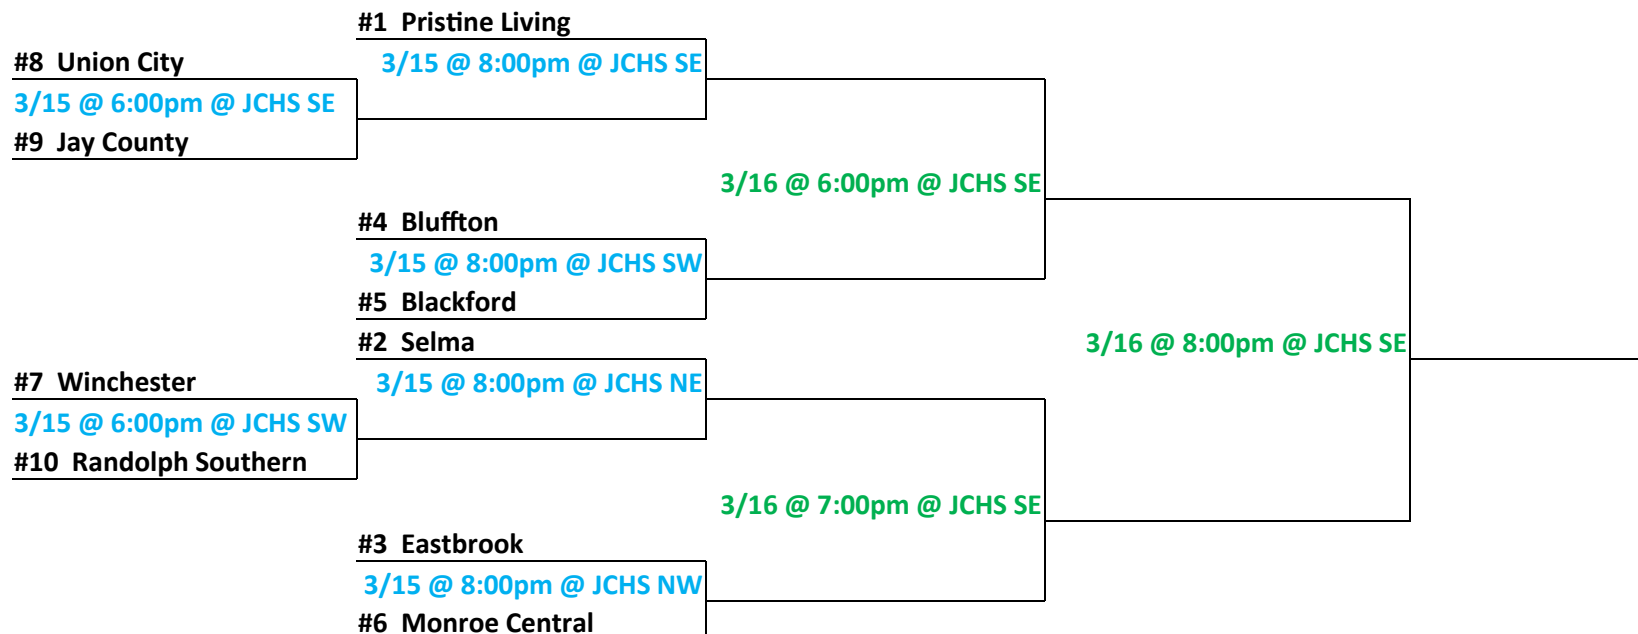 #1  Pristine Living
#8  Union City
3/15 @ 8:00pm @ JCHS SE
3/15 @ 6:00pm @ JCHS SE
#9  Jay County
3/16 @ 6:00pm @ JCHS SE
#4  Bluffton
3/15 @ 8:00pm @ JCHS SW
#5  Blackford
#2  Selma
3/16 @ 8:00pm @ JCHS SE
#7  Winchester
3/15 @ 8:00pm @ JCHS NE
3/15 @ 6:00pm @ JCHS SW
#10  Randolph Southern
3/16 @ 7:00pm @ JCHS SE
#3  Eastbrook
3/15 @ 8:00pm @ JCHS NW
#6  Monroe Central